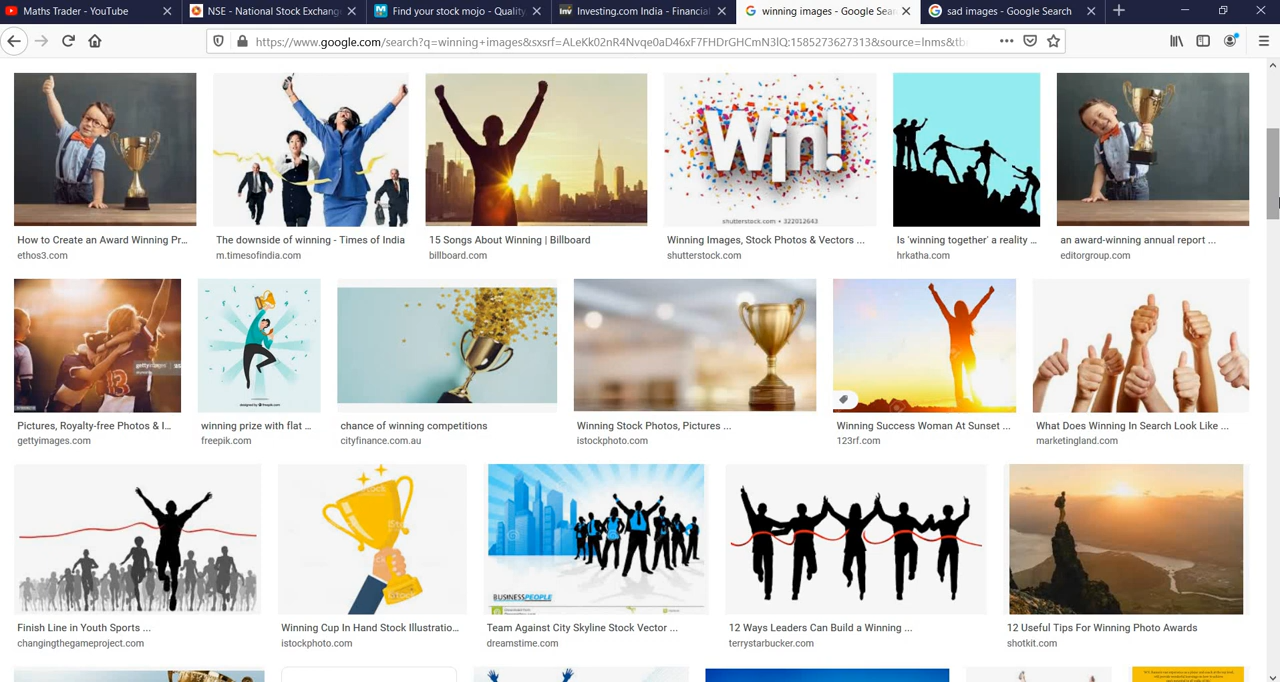 Maths Trader - YouTube
NSE - National Stock Exchang
Find your stock mojo - Quality
Investing.com India - Financial
winning images - Google Sear
sad images - Google Search
https://www.google.com/search?q=winning+images&sxsrf=ALeKk02nR4Nvqe0aD46xF7FHDrGHCmN3lQ:1585273627313&source=lnms&tb
Win!
shutterstock.com • 322012643
How to Create an Award Winning Pr...
ethos3.com
The downside of winning - Times of India
m.timesofindia.com
15 Songs About Winning | Billboard
billboard.com
Winning Images, Stock Photos & Vectors ...
shutterstock.com
Is 'winning together' a reality ...
hrkatha.com
an award-winning annual report ...
editorgroup.com
13
gettyimages
designed by freepik.com
Pictures, Royalty-free Photos & I...
gettyimages.com
winning prize with flat ...
freepik.com
chance of winning competitions
cityfinance.com.au
Winning Stock Photos, Pictures ...
istockphoto.com
Winning Success Woman At Sunset ...
123rf.com
What Does Winning In Search Look Like ...
marketingland.com
iStock
BUSINESSPEOPLE
Finish Line in Youth Sports ...
changingthegameproject.com
Winning Cup In Hand Stock Illustratio...
istockphoto.com
Team Against City Skyline Stock Vector ...
dreamstime.com
12 Ways Leaders Can Build a Winning ...
terrystarbucker.com
12 Useful Tips For Winning Photo Awards
shotkit.com